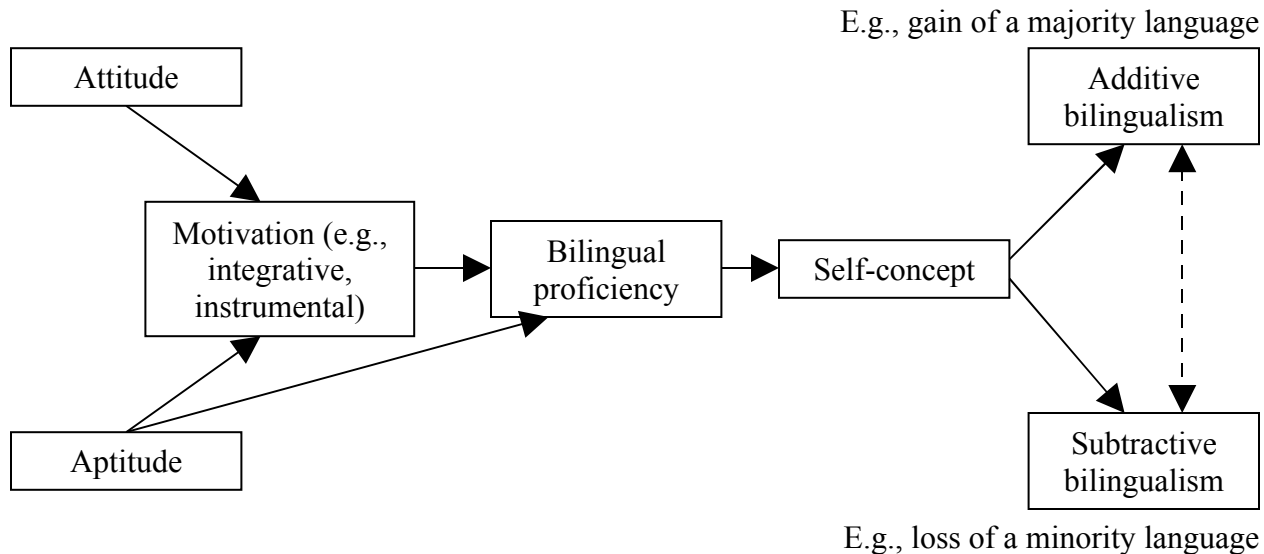 E.g., gain of a majority language
Attitude
Additive
bilingualism
Motivation (e.g.,
integrative,
instrumental)
Bilingual
proficiency
Self-concept
Aptitude
Subtractive
bilingualism
E.g., loss of a minority language